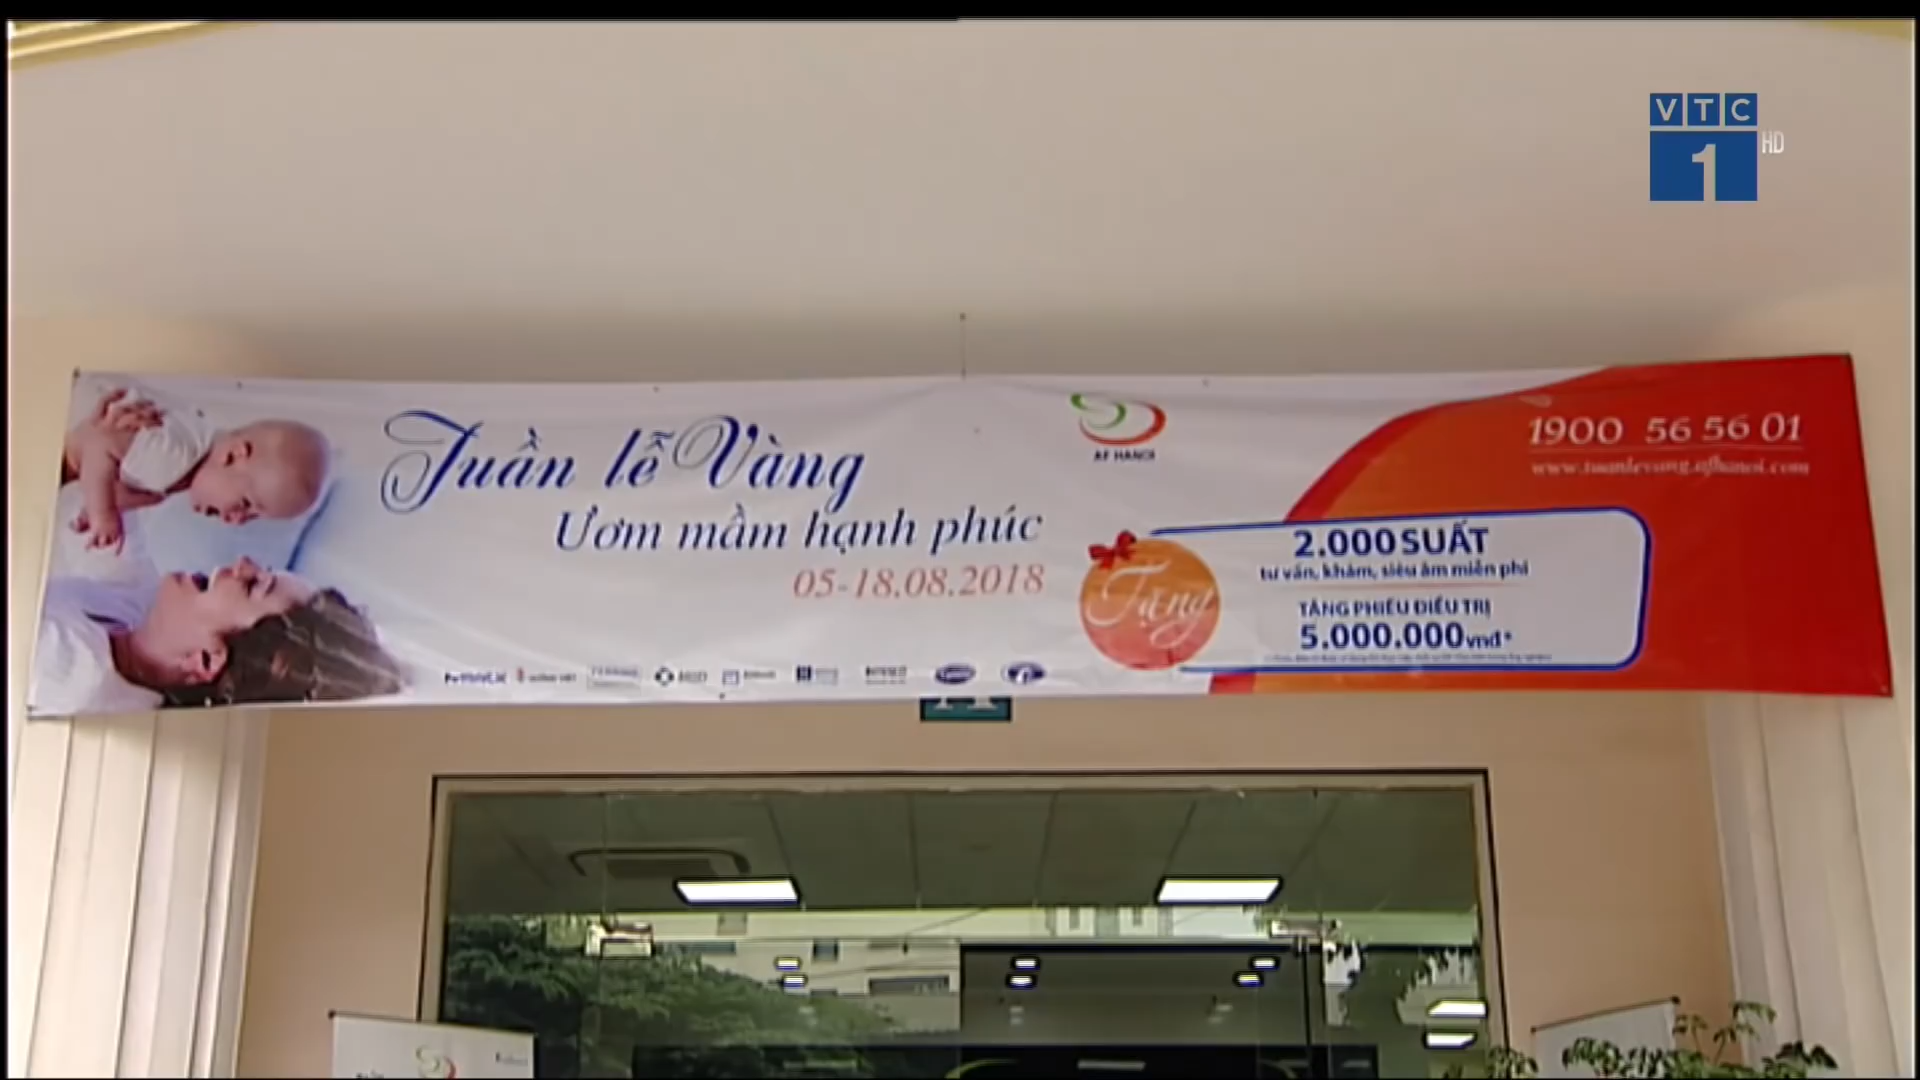 VTC
1 HD
Tuần lễ Vàng
Ươm mầm hạnh phúc
05-18.08.2018
AF HANOI
1900 56 56 01
www.tuanlevang.afhanoi.com
Tặng
2.000 SUẤT
tư vấn, khám, siêu âm miễn phí
TẶNG PHIẾU ĐIỀU TRỊ
5.000.000vnđ*